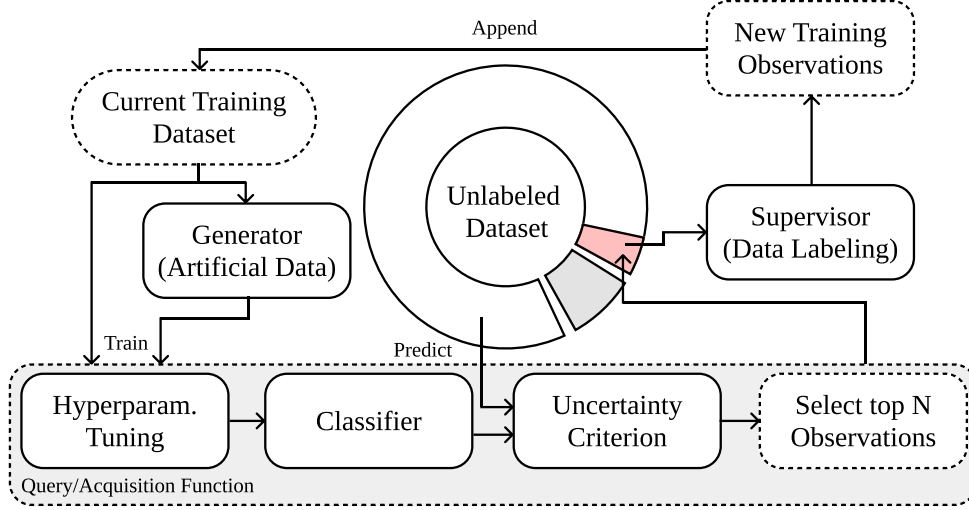 Append
New Training
Observations
Current Training
Dataset
Unlabeled
Dataset
Supervisor
(Data Labeling)
Generator
(Artificial Data)
Train
Predict
Hyperparam.
Tuning
Classifier
Uncertainty
Criterion
Select top N
Observations
Query/Acquisition Function